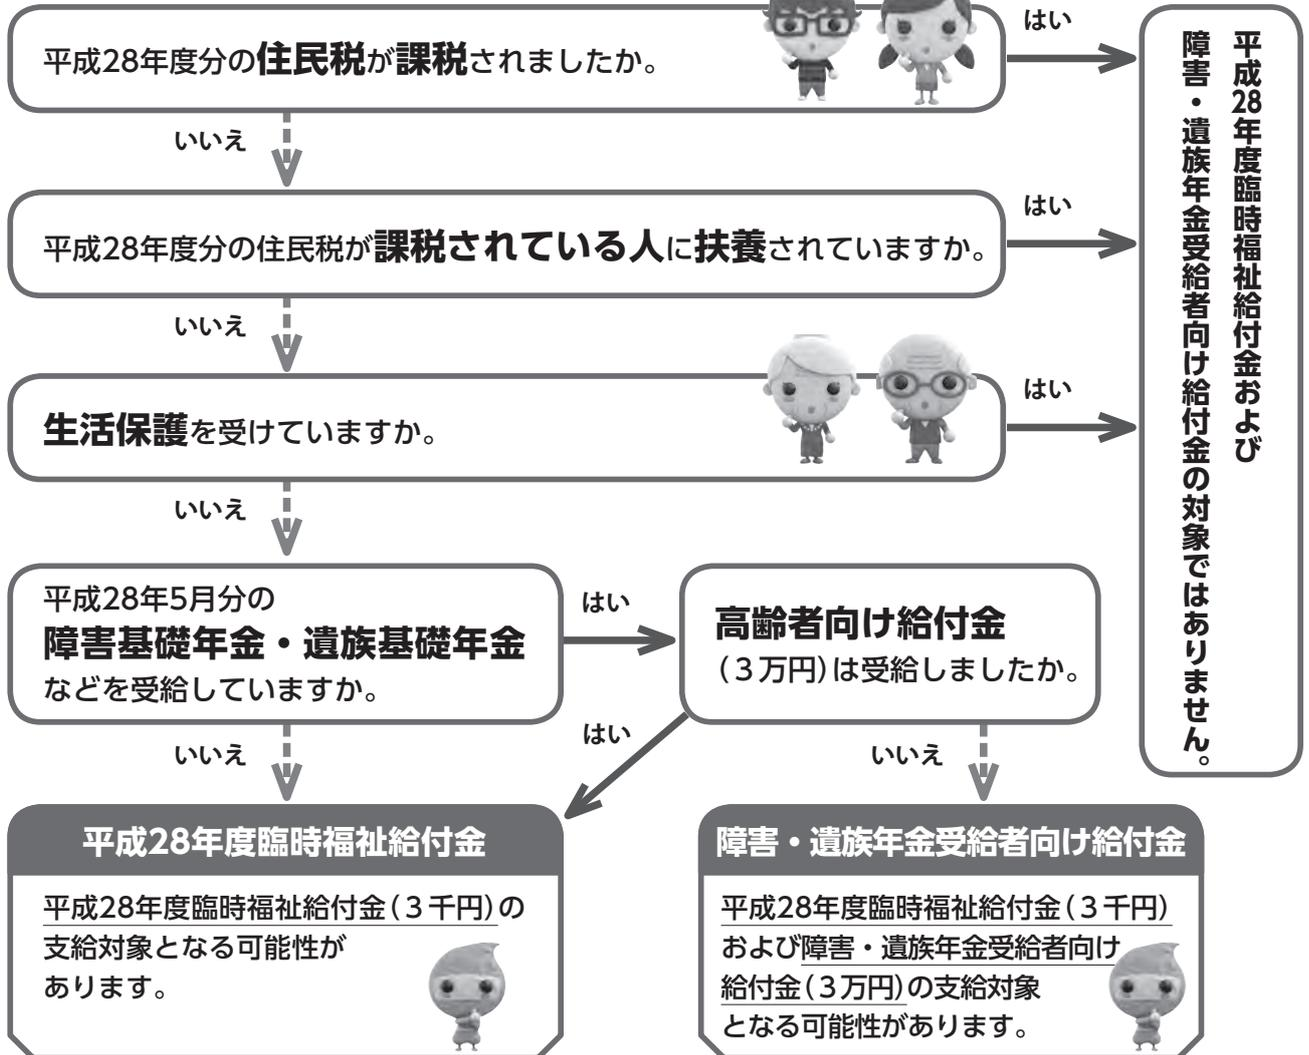 平成28年度分の住民税が課税されましたか。
はい
いいえ
平成28年度分の住民税が課税されている人に扶養されていますか。
はい
いいえ
生活保護を受けていますか。
はい
いいえ
平成28年度臨時福祉給付金および
障害・遺族年金受給者向け給付金の対象ではありません。
平成28年5月分の
障害基礎年金・遺族基礎年金
などを受給していますか。
はい
いいえ
高齢者向け給付金
(3万円)は受給しましたか。
はい
いいえ
平成28年度臨時福祉給付金
平成28年度臨時福祉給付金(3千円)の
支給対象となる可能性が
あります。
障害・遺族年金受給者向け給付金
平成28年度臨時福祉給付金(3千円)
および障害・遺族年金受給者向け
給付金(3万円)の支給対象
となる可能性があります。